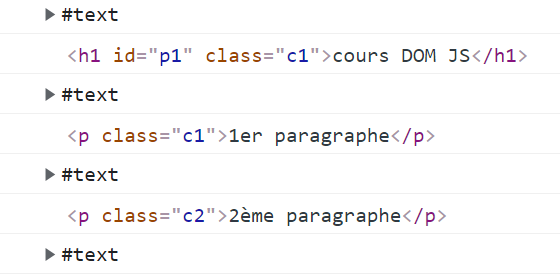 #text
<h1 id="p1" class="c1">cours DOM JS</h1>
#text
<p class="c1">1er paragraphe</p>
#text
<p class="c2">2ème paragraphe</p>
#text